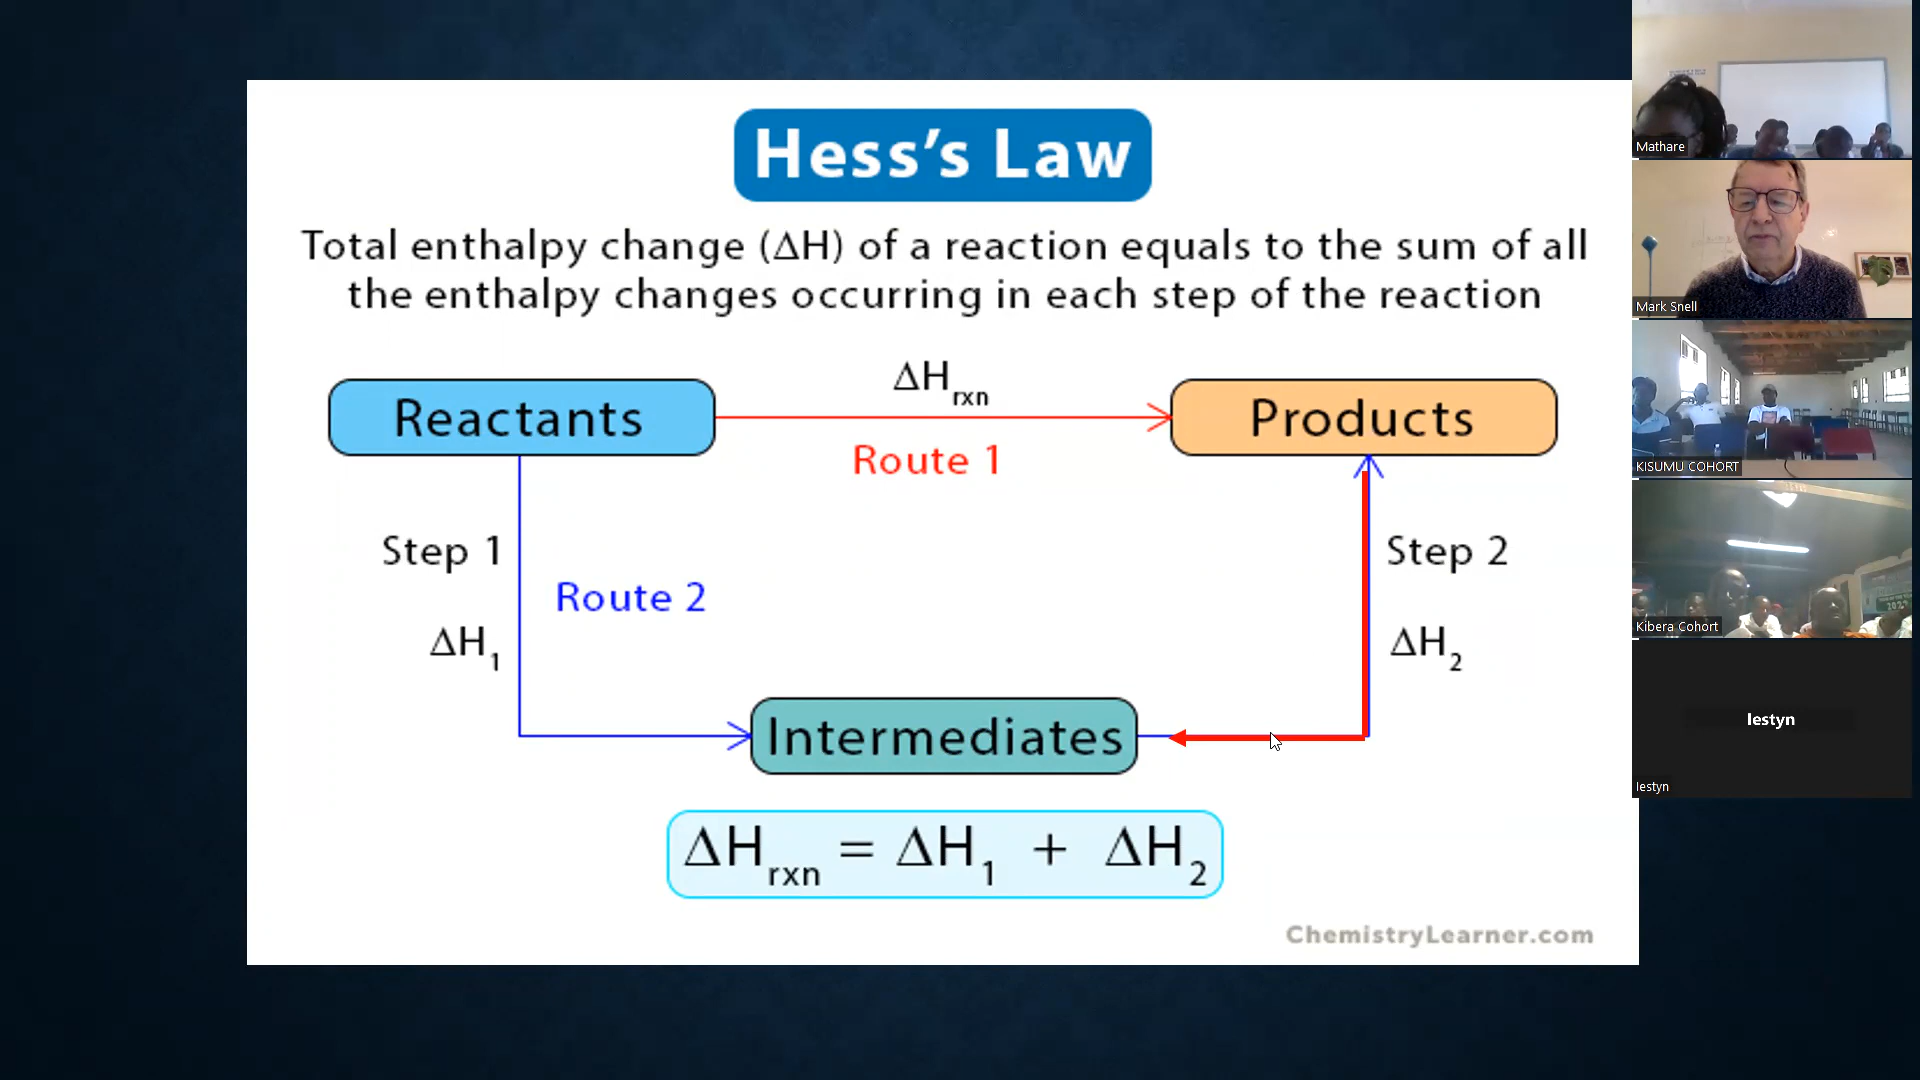 Hess's Law
Total enthalpy change (ΔH) of a reaction equals to the sum of all
the enthalpy changes occurring in each step of the reaction
ΔHrxn
Reactants
Products
Route 1
Step 1
Step 2
Route 2
ΔH1
ΔH2
Intermediates
ΔHrxn = ΔH1 + ΔH2
ChemistryLearner.com
Mathare
Mark Snell
KISUMU COHORT
Kibera Cohort
Iestyn
Iestyn